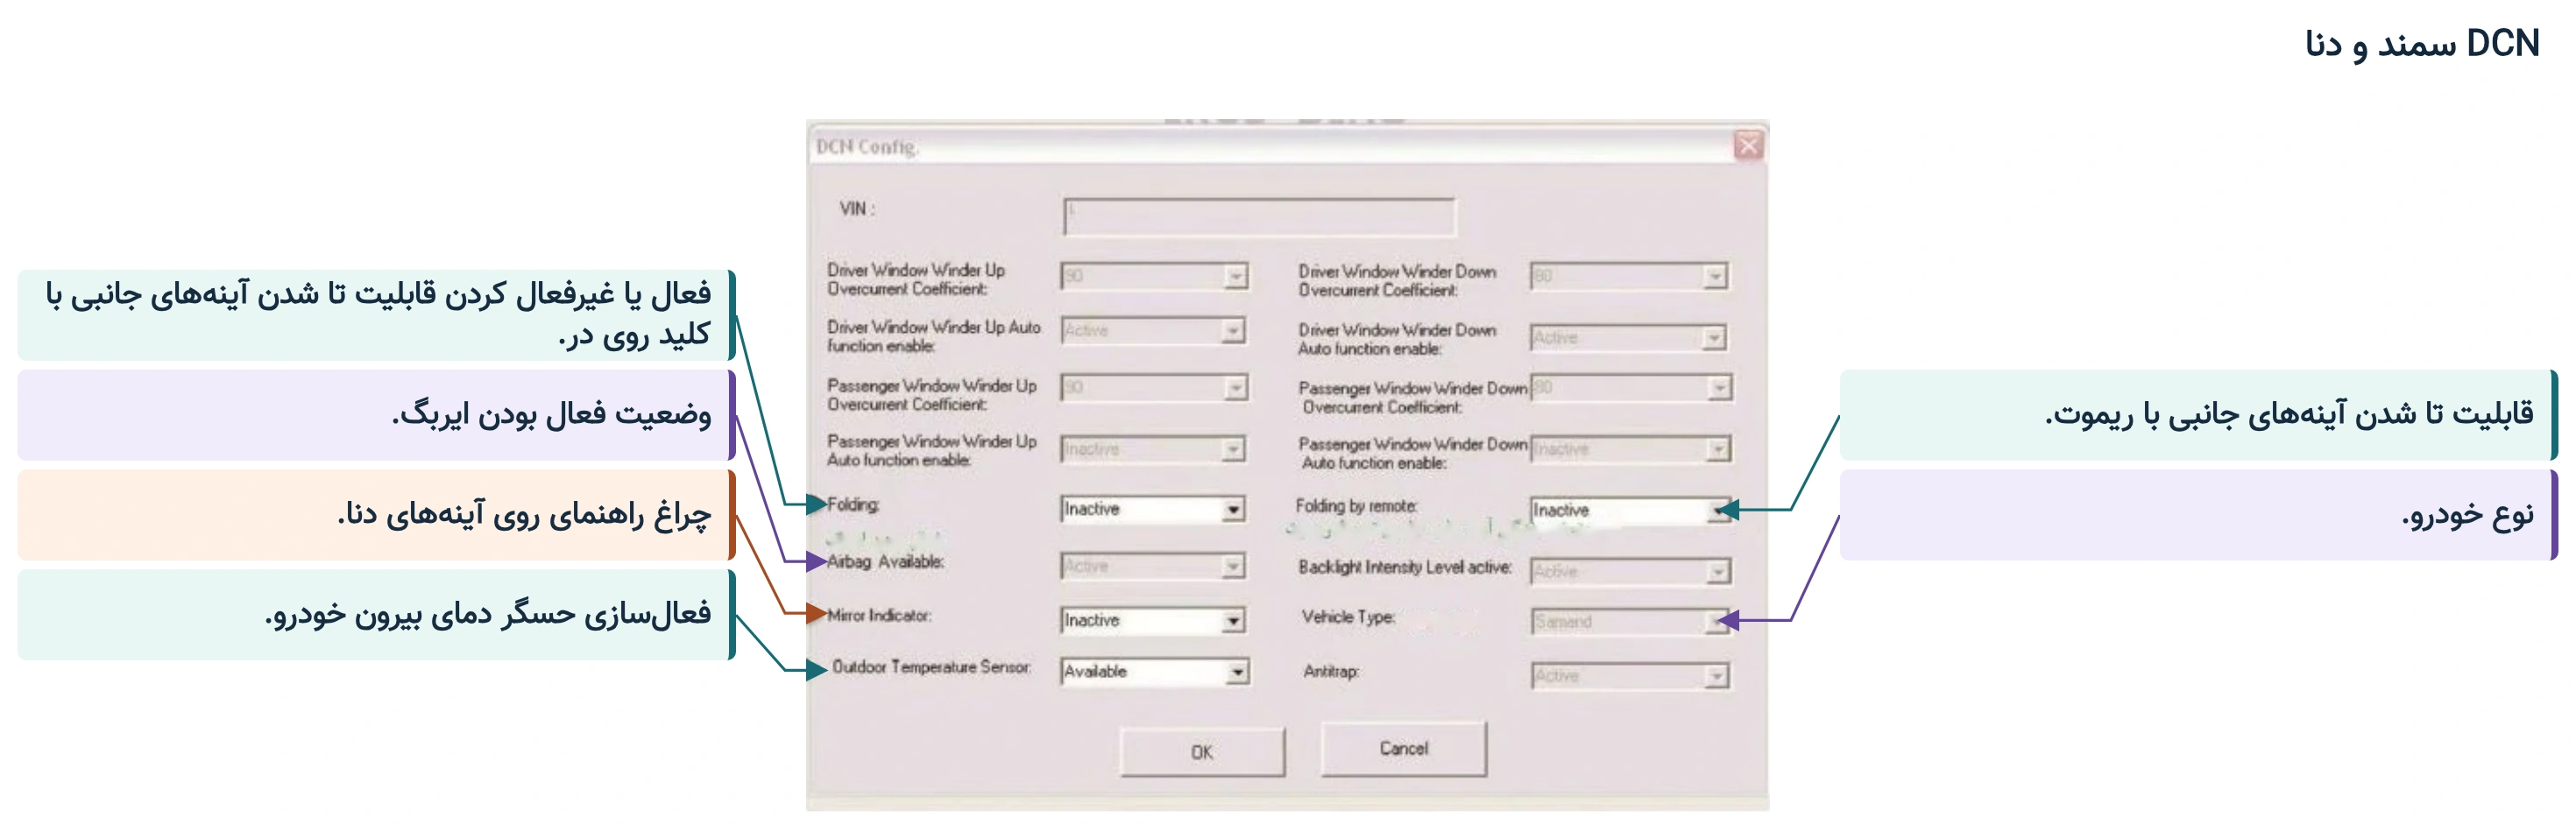 DCN سمند و دنا
DCN Config.
VIN :
Driver Window Winder Up
Overcurrent Coefficient:
90
Driver Window Winder Down
Overcurrent Coefficient:
80
Driver Window Winder Up Auto
function enable:
Active
Driver Window Winder Down
Auto function enable:
Active
Passenger Window Winder Up
Overcurrent Coefficient:
90
Passenger Window Winder Down
Overcurrent Coefficient:
80
Passenger Window Winder Up
Auto function enable:
Inactive
Passenger Window Winder Down
Auto function enable:
Inactive
Folding:
Inactive
Folding by remote:
Inactive
Airbag Available:
Active
Backlight Intensity Level active:
Active
Mirror Indicator:
Inactive
Vehicle Type:
Samand
Outdoor Temperature Sensor:
Available
Antitrap:
Active
OK
Cancel
فعال یا غیرفعال کردن قابلیت تا شدن آینه‌های جانبی با
کلید روی در.
وضعیت فعال بودن ایربگ.
چراغ راهنمای روی آینه‌های دنا.
فعال‌سازی حسگر دمای بیرون خودرو.
قابلیت تا شدن آینه‌های جانبی با ریموت.
نوع خودرو.